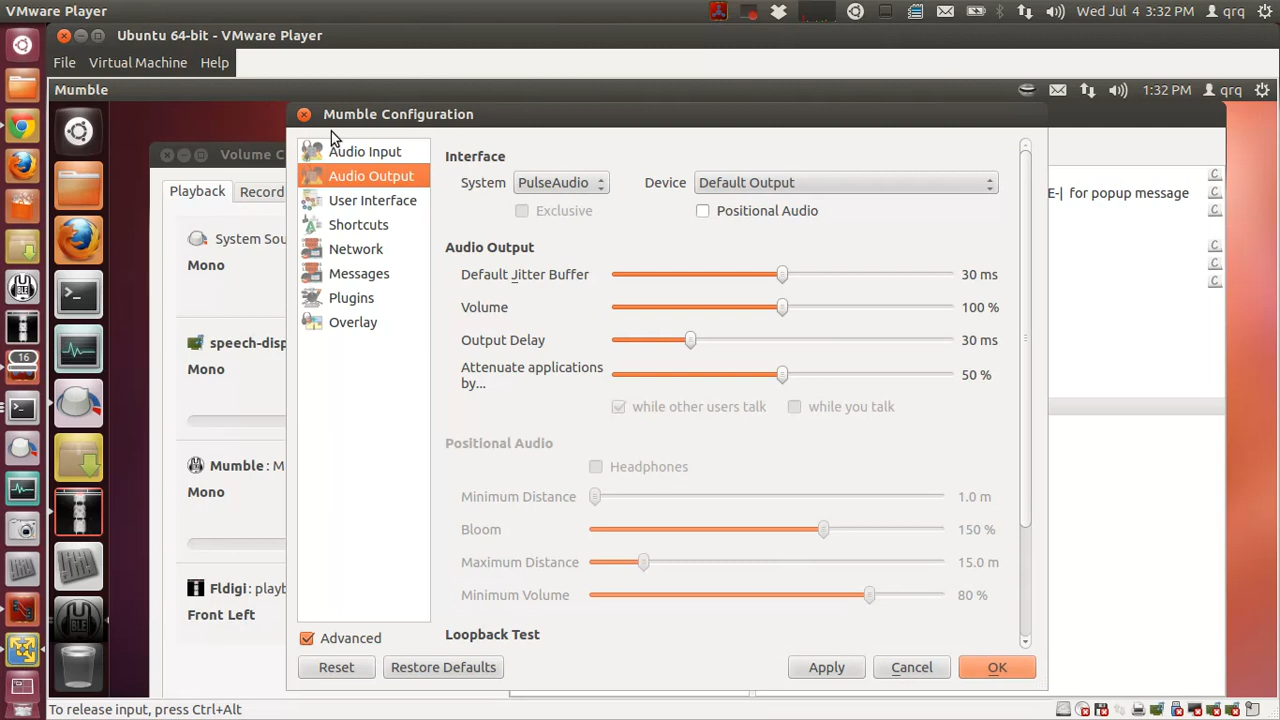 VMware Player
Wed Jul 4 3:32 PM
qrq
Ubuntu 64-bit - VMware Player
File Virtual Machine Help
Mumble
1:32 PM
qrq
Mumble Configuration
Audio Input
Audio Output
User Interface
Shortcuts
Network
Messages
Plugins
Overlay
Advanced
Reset
Restore Defaults
Interface
System PulseAudio Device Default Output
Exclusive Positional Audio
Audio Output
Default Jitter Buffer 30 ms
Volume 100 %
Output Delay 30 ms
Attenuate applications
by... 50 %
while other users talk while you talk
Positional Audio
Headphones
Minimum Distance 1.0 m
Bloom 150 %
Maximum Distance 15.0 m
Minimum Volume 80 %
Loopback Test
Apply Cancel OK
Volume C
Playback Record
System Sou
Mono
speech-disp
Mono
Mumble : M
Mono
Fldigi : playb
Front Left
E-| for popup message
C
C
C
C
C
16
BLE
BLE
To release input, press Ctrl+Alt